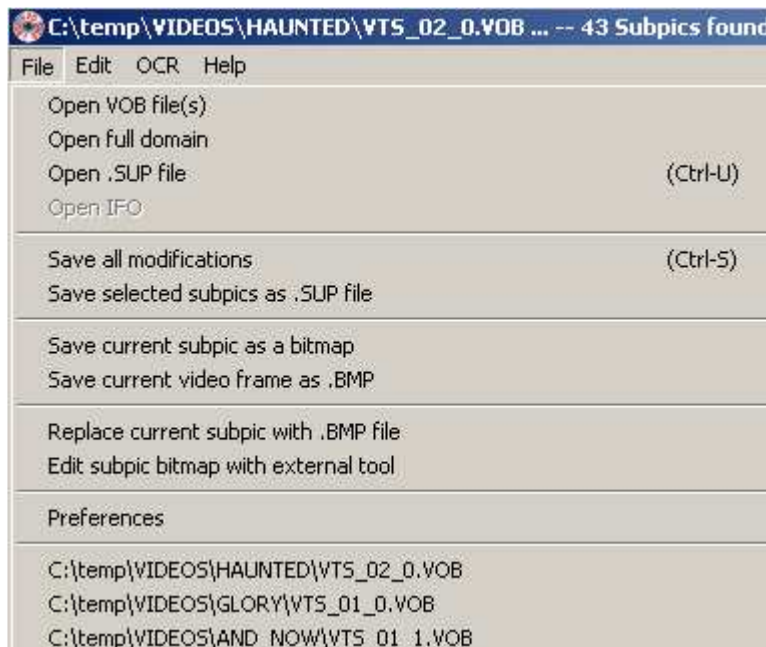 C:\temp\VIDEOS\HAUNTED\VTS_02_0.VOB ... -- 43 Subpics found
File Edit OCR Help
Open VOB file(s)
Open full domain
Open .SUP file (Ctrl-U)
Open IFO
Save all modifications (Ctrl-S)
Save selected subpics as .SUP file
Save current subpic as a bitmap
Save current video frame as .BMP
Replace current subpic with .BMP file
Edit subpic bitmap with external tool
Preferences
C:\temp\VIDEOS\HAUNTED\VTS_02_0.VOB
C:\temp\VIDEOS\GLORY\VTS_01_0.VOB
C:\temp\VIDEOS\AND_NOW\VTS_01_1.VOB